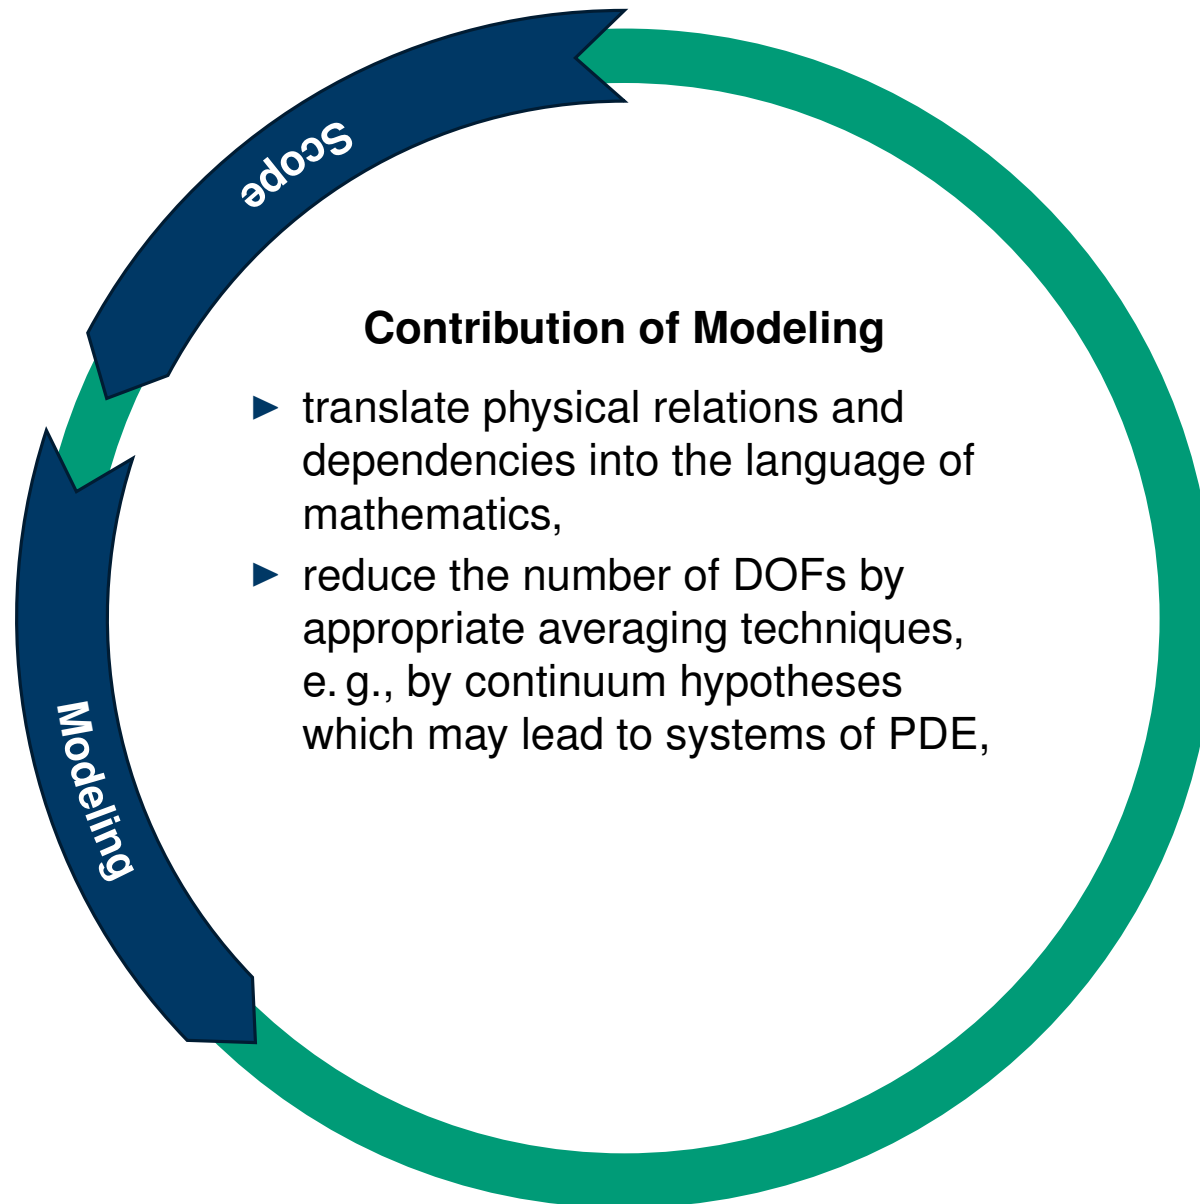 Scope
Contribution of Modeling
► translate physical relations and
dependencies into the language of
mathematics,
► reduce the number of DOFs by
appropriate averaging techniques,
e. g., by continuum hypotheses
which may lead to systems of PDE,
Modeling